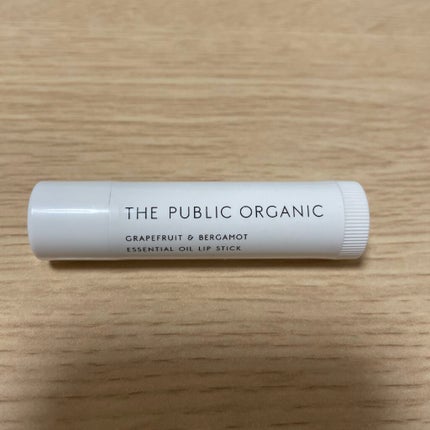 THE PUBLIC ORGANIC
GRAPEFRUIT & BERGAMOT
ESSENTIAL OIL LIP STICK